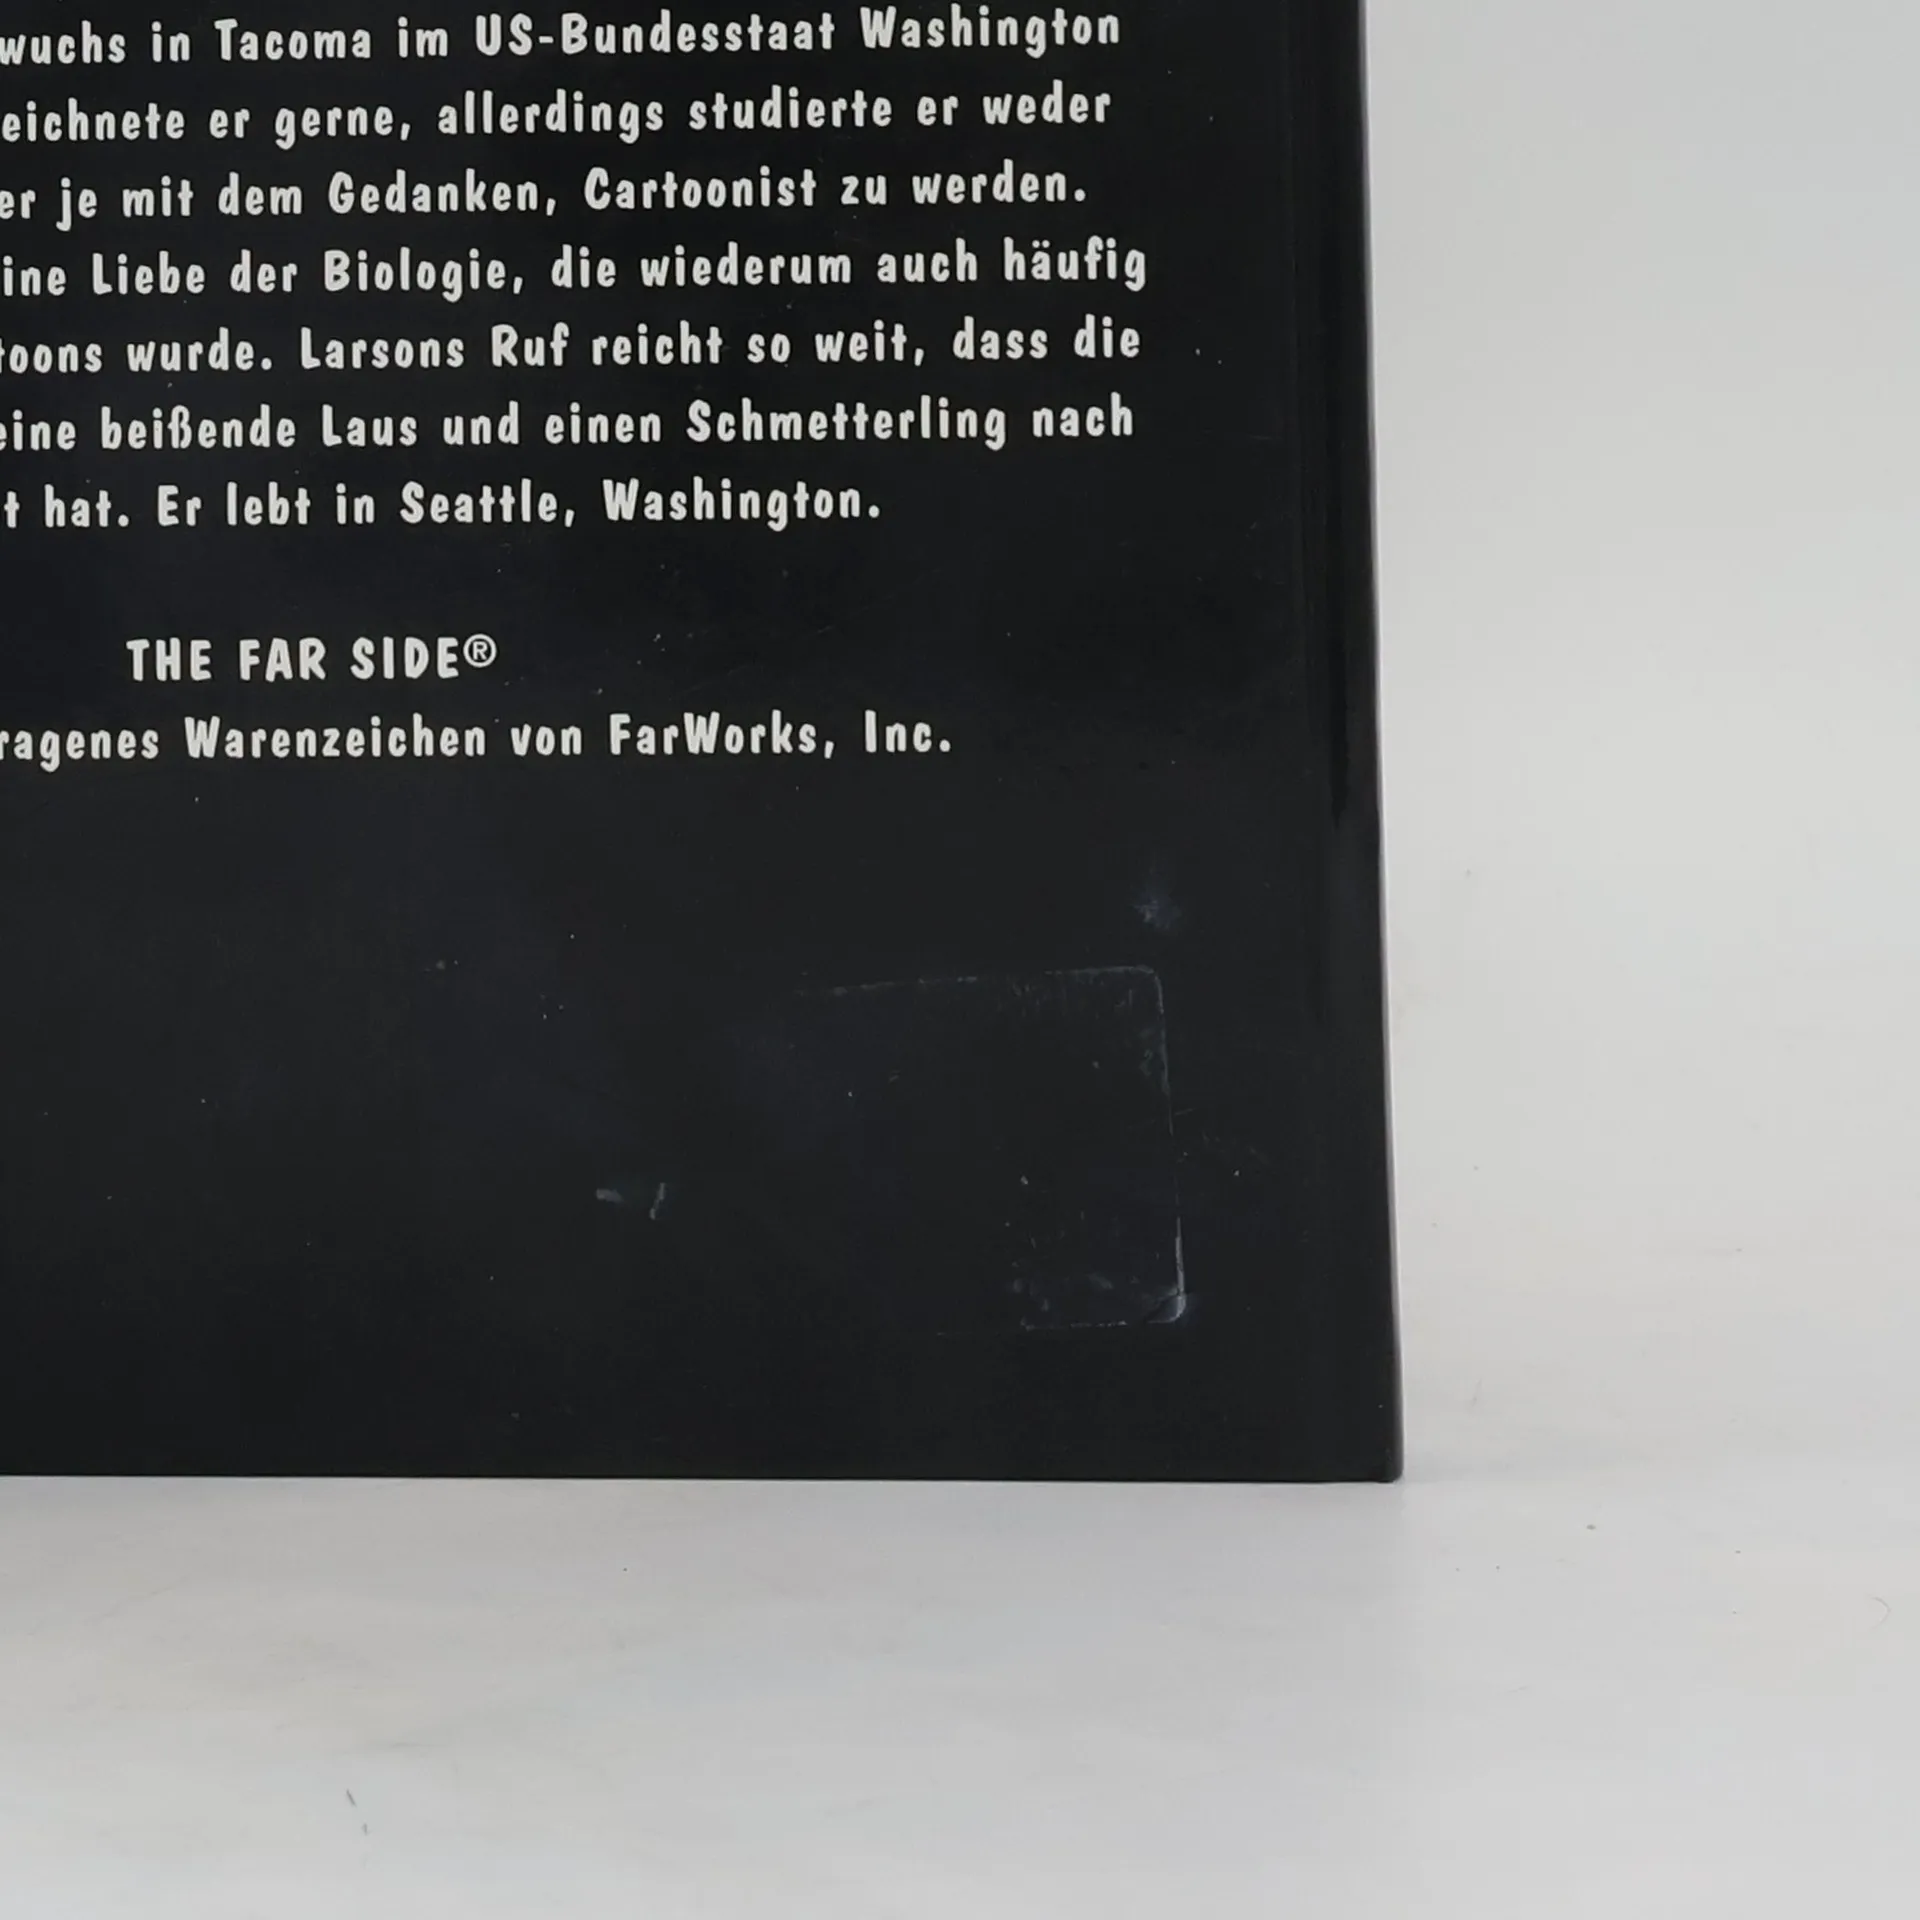 wuchs in Tacoma im US-Bundesstaat Washington
eichnete er gerne, allerdings studierte er weder
er je mit dem Gedanken, Cartoonist zu werden.
ine Liebe der Biologie, die wiederum auch häufig
toons wurde. Larsons Ruf reicht so weit, dass die
eine beißende Laus und einen Schmetterling nach
t hat. Er lebt in Seattle, Washington.
THE FAR SIDE®
ragenes Warenzeichen von FarWorks, Inc.